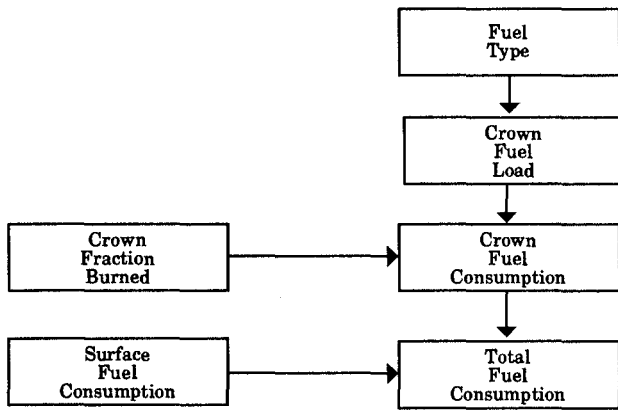 Fuel
Type
Crown
Fuel
Load
Crown
Fraction
Burned
Crown
Fuel
Consumption
Surface
Fuel
Consumption
Total
Fuel
Consumption